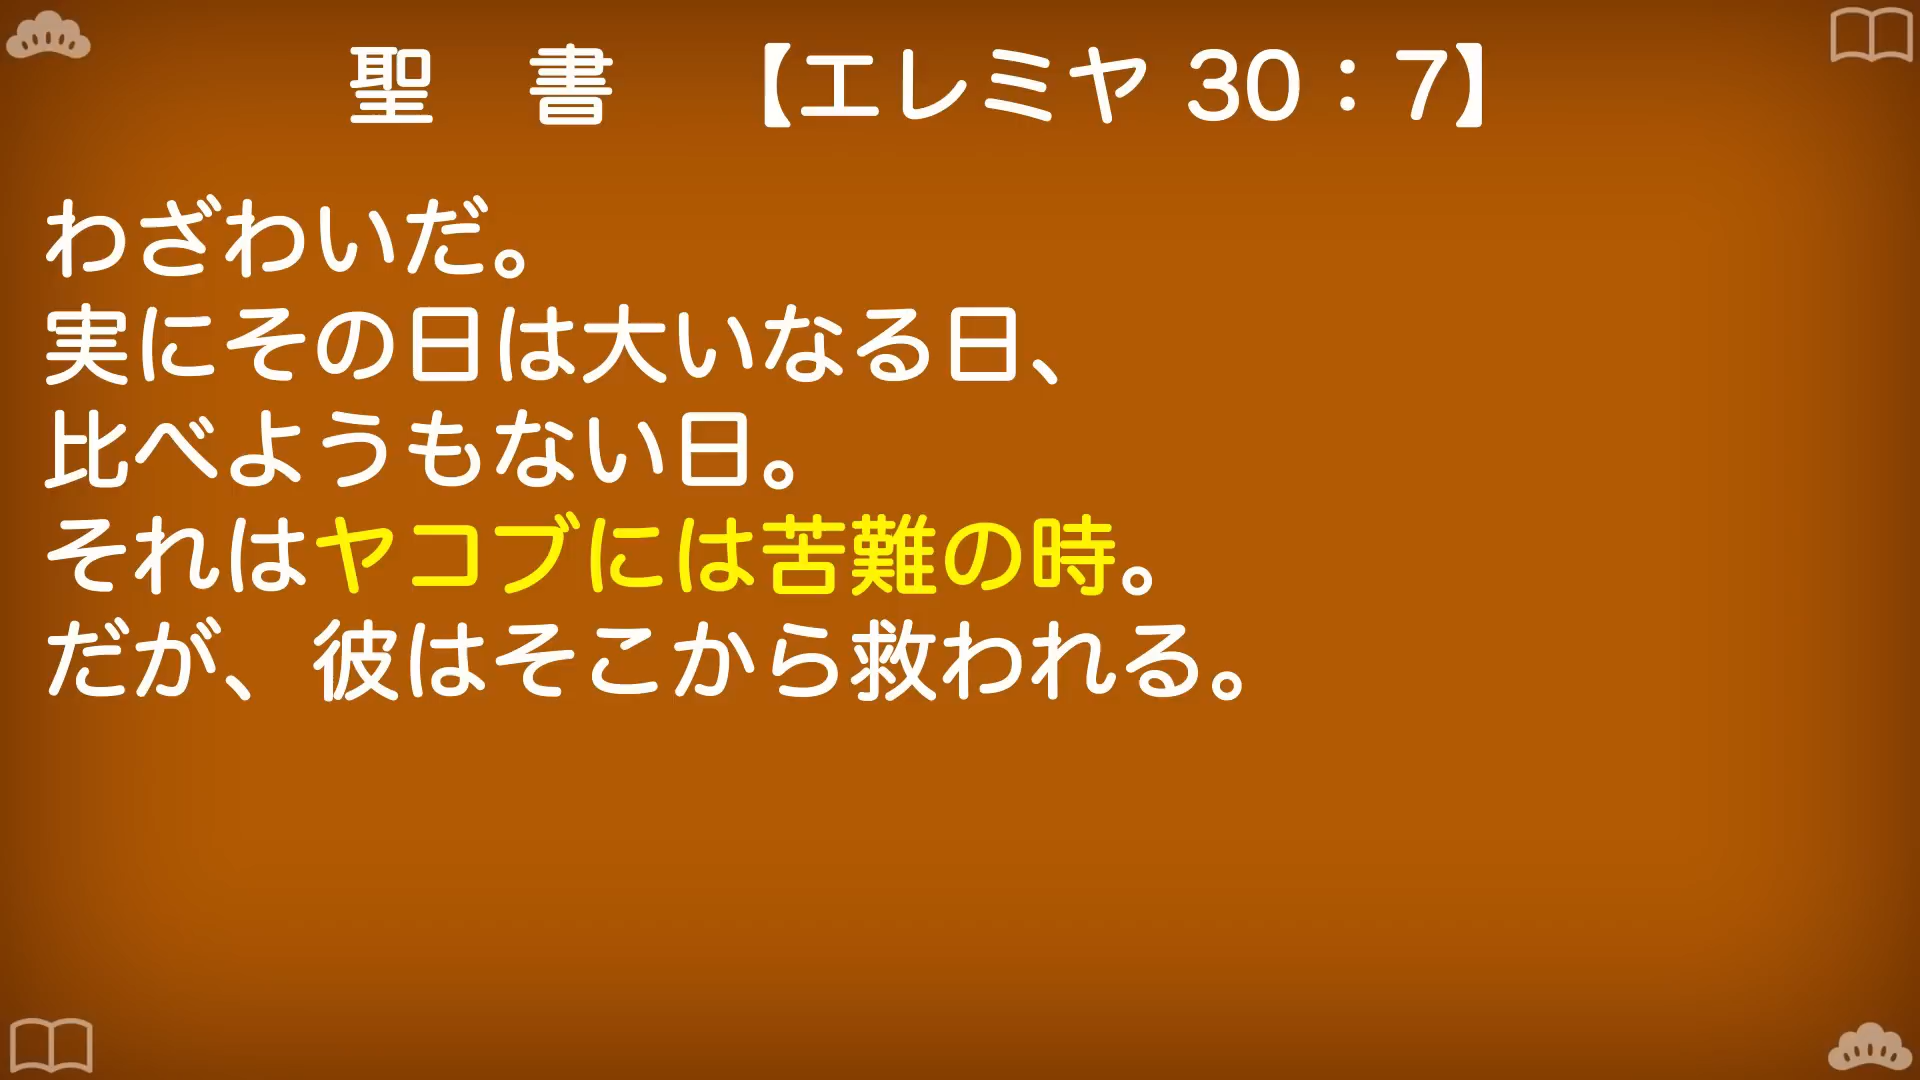 聖　書　【エレミヤ 30：7】
わざわいだ。
実にその日は大いなる日、
比べようもない日。
それはヤコブには苦難の時。
だが、彼はそこから救われる。